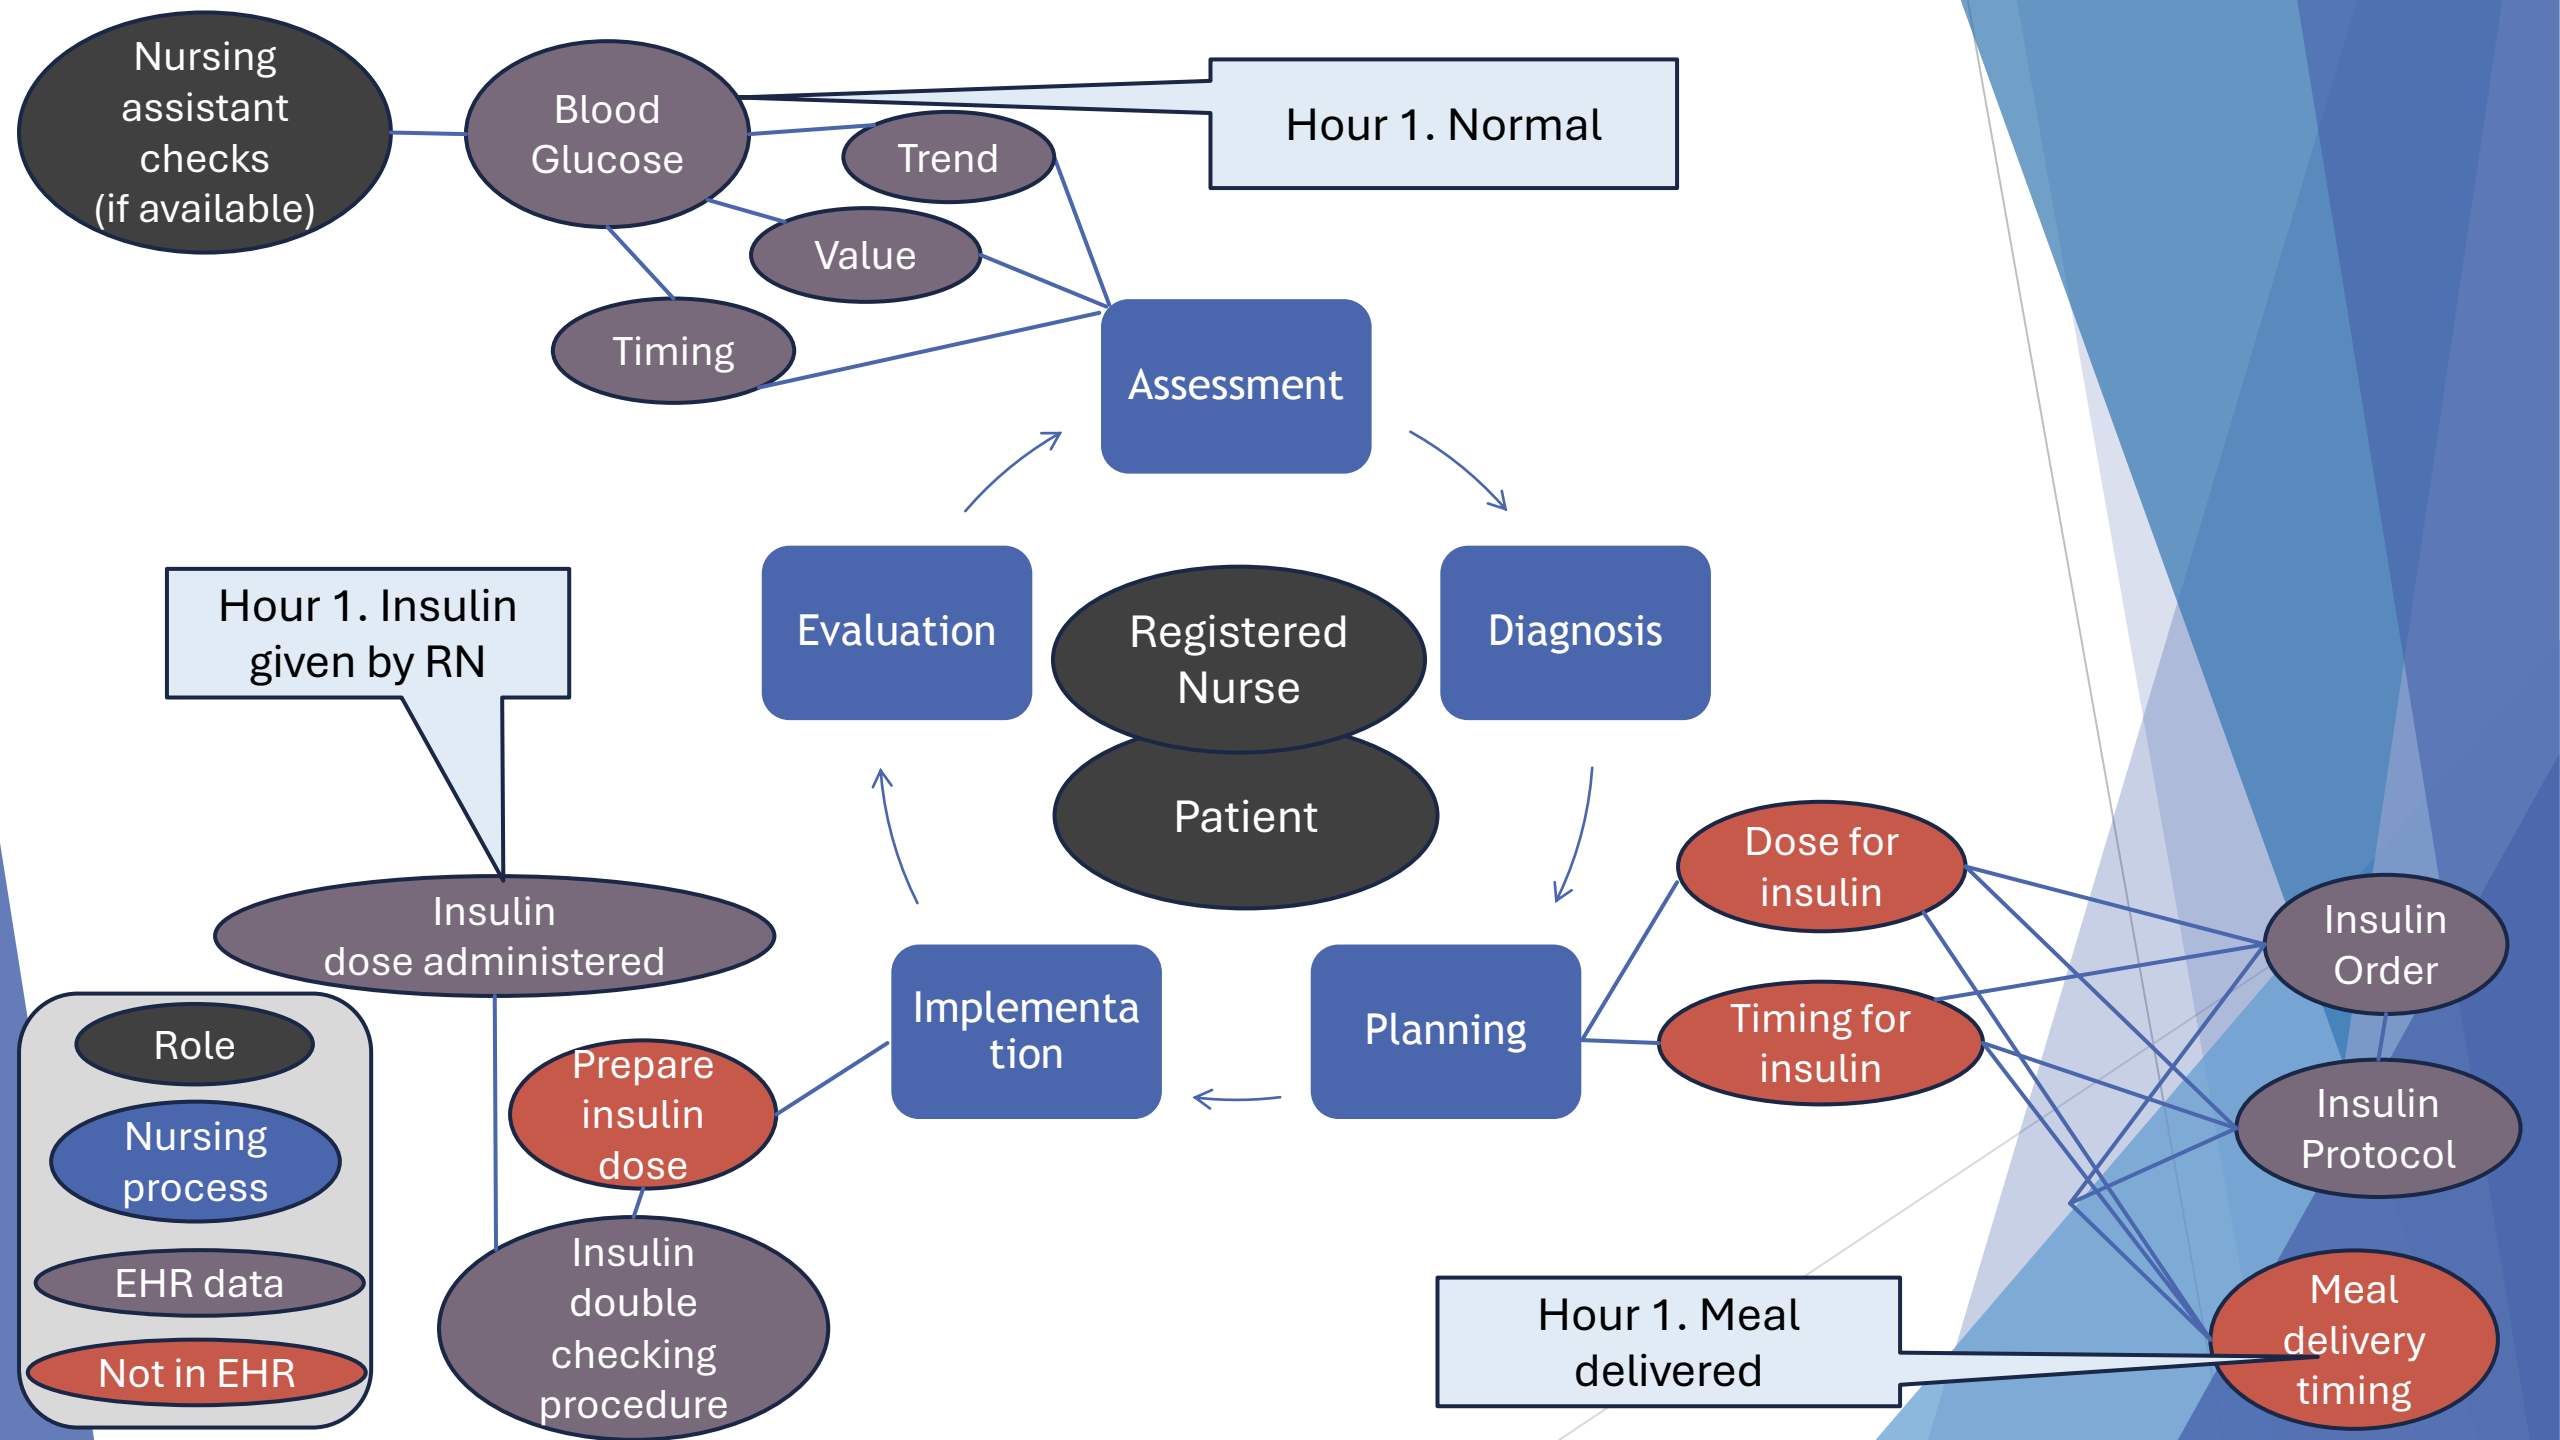 Nursing
assistant
checks
(if available)
Blood
Glucose
Hour 1. Normal
Trend
Value
Timing
Assessment
Hour 1. Insulin
given by RN
Evaluation
Registered
Nurse
Diagnosis
Patient
Dose for
insulin
Insulin
dose administered
Insulin
Order
Implementa
tion
Planning
Timing for
insulin
Role
Prepare
insulin
dose
Insulin
Protocol
Nursing
process
EHR data
Not in EHR
Insulin
double
checking
procedure
Hour 1. Meal
delivered
Meal
delivery
timing